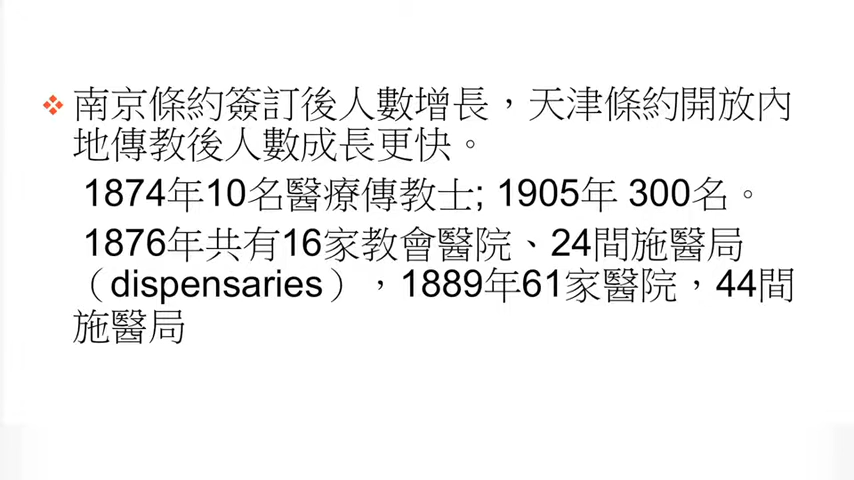 南京條約簽訂後人數增長，天津條約開放內
地傳教後人數成長更快。
1874年10名醫療傳教士; 1905年 300名。
1876年共有16家教會醫院、24間施醫局
（dispensaries），1889年61家醫院，44間
施醫局